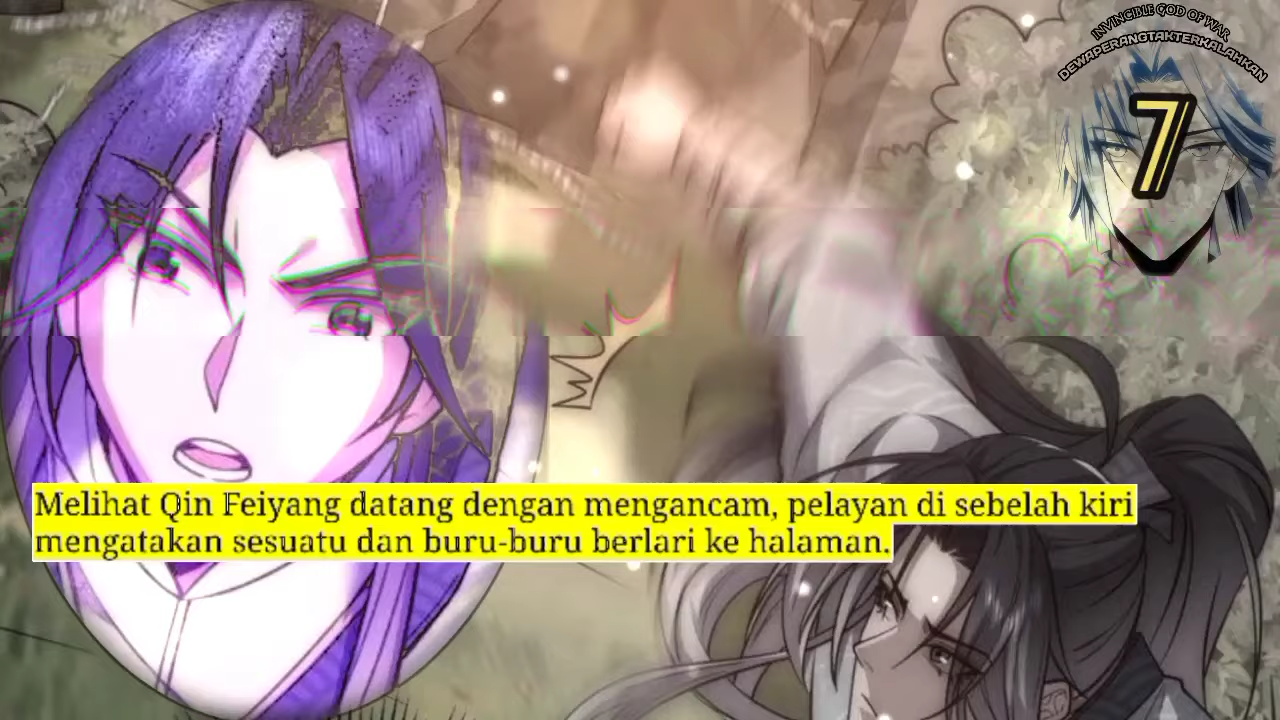 INVINCIBLE GOD OF WAR
DEWAPERANGTAKTERKALAHKAN
7
Melihat Qin Feiyang datang dengan mengancam, pelayan di sebelah kiri
mengatakan sesuatu dan buru-buru berlari ke halaman.